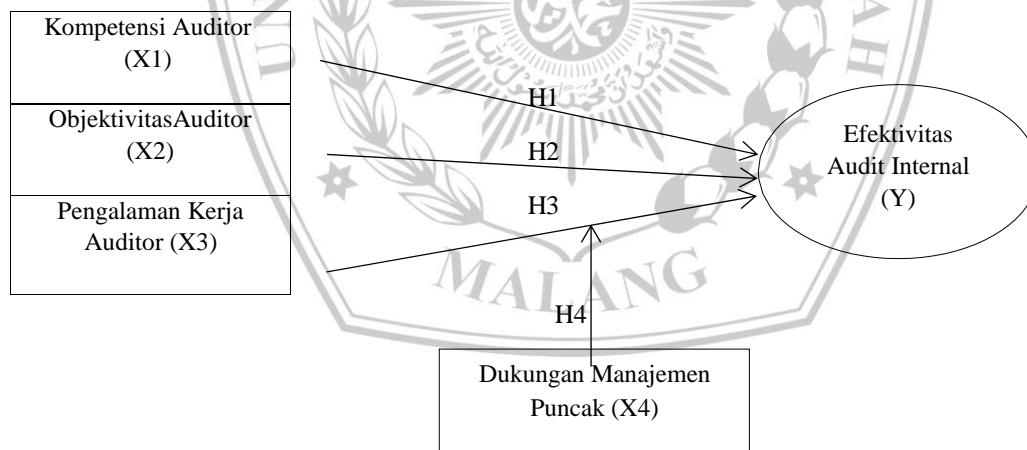 Kompetensi Auditor
(X1)
ObjektivitasAuditor
(X2)
Pengalaman Kerja
Auditor (X3)
H1
H2
H3
H4
Efektivitas
Audit Internal
(Y)
Dukungan Manajemen
Puncak (X4)
MALANG